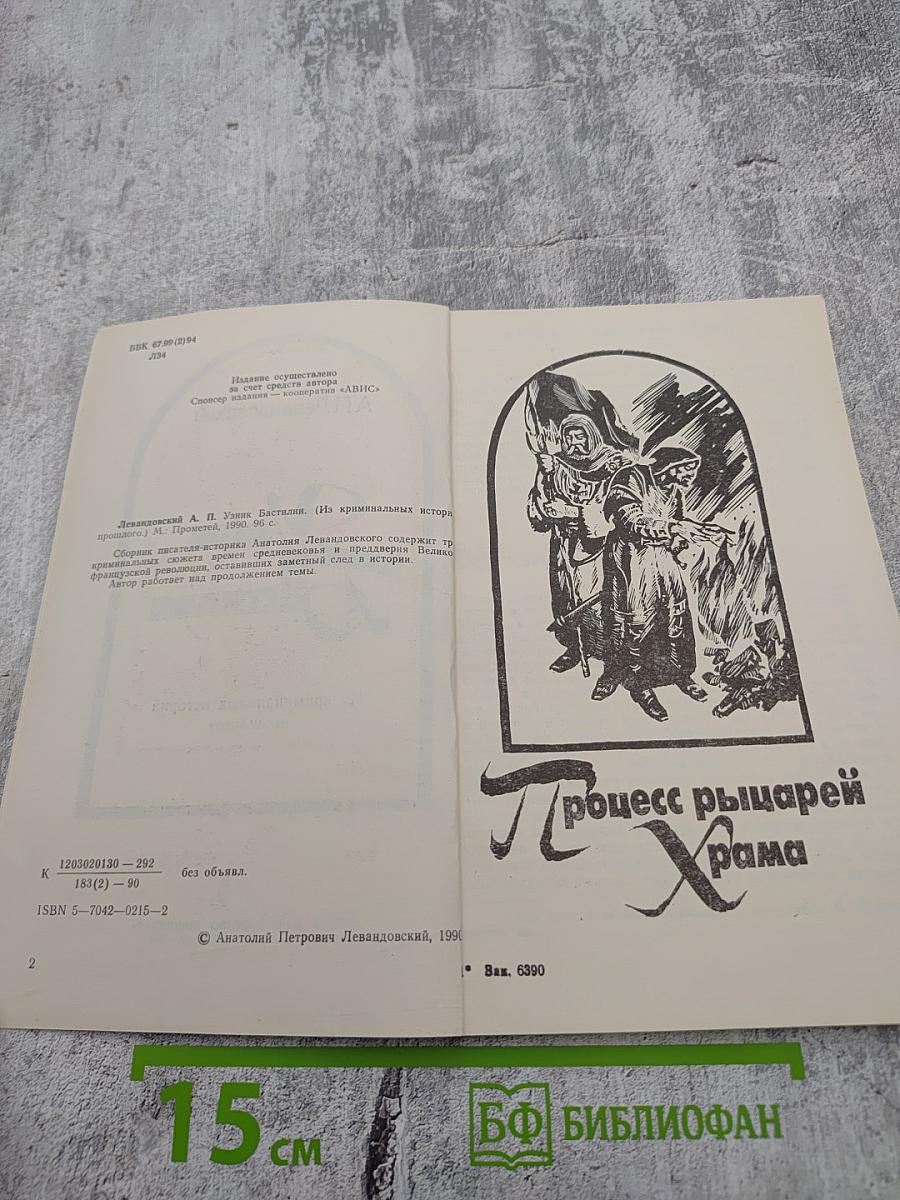 ББК 67.99(2)94
Л34
Издание осуществлено
за счет средств автора
Спонсер издания — кооператив «АВИС»
Левандовский А. П. Узник Бастилии. (Из криминальных истори
прошлого.) М.: Прометей, 1990. 96 с.
Сборник писателя-историка Анатолия Левандовского содержит тр
криминальных сюжета времен средневековья и преддверия Велико
французской революции, оставивших заметный след в истории.
Автор работает над продолжением темы.
К 1203020130 — 292
183(2) — 90
без объявл.
ISBN 5—7042—0215—2
© Анатолий Петрович Левандовский, 1990
2
Процесс рыцарей
Храма
* Зак. 6390
15 см
БФ БИБЛИОФАН